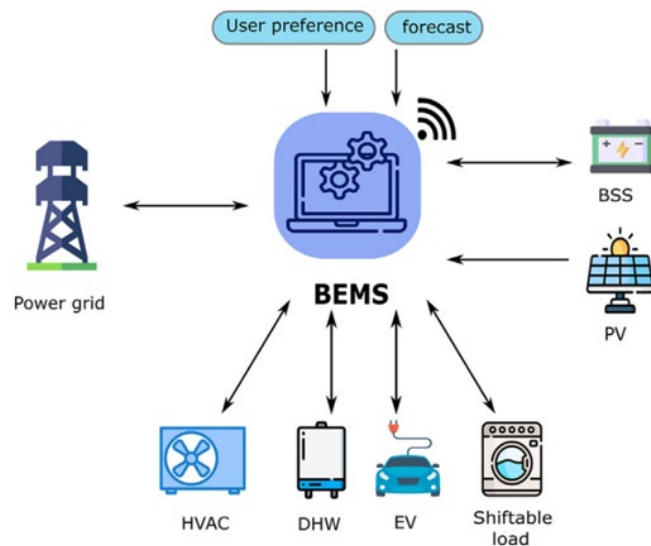 User preference
forecast
BSS
Power grid
BEMS
PV
HVAC
DHW
EV
Shiftable
load